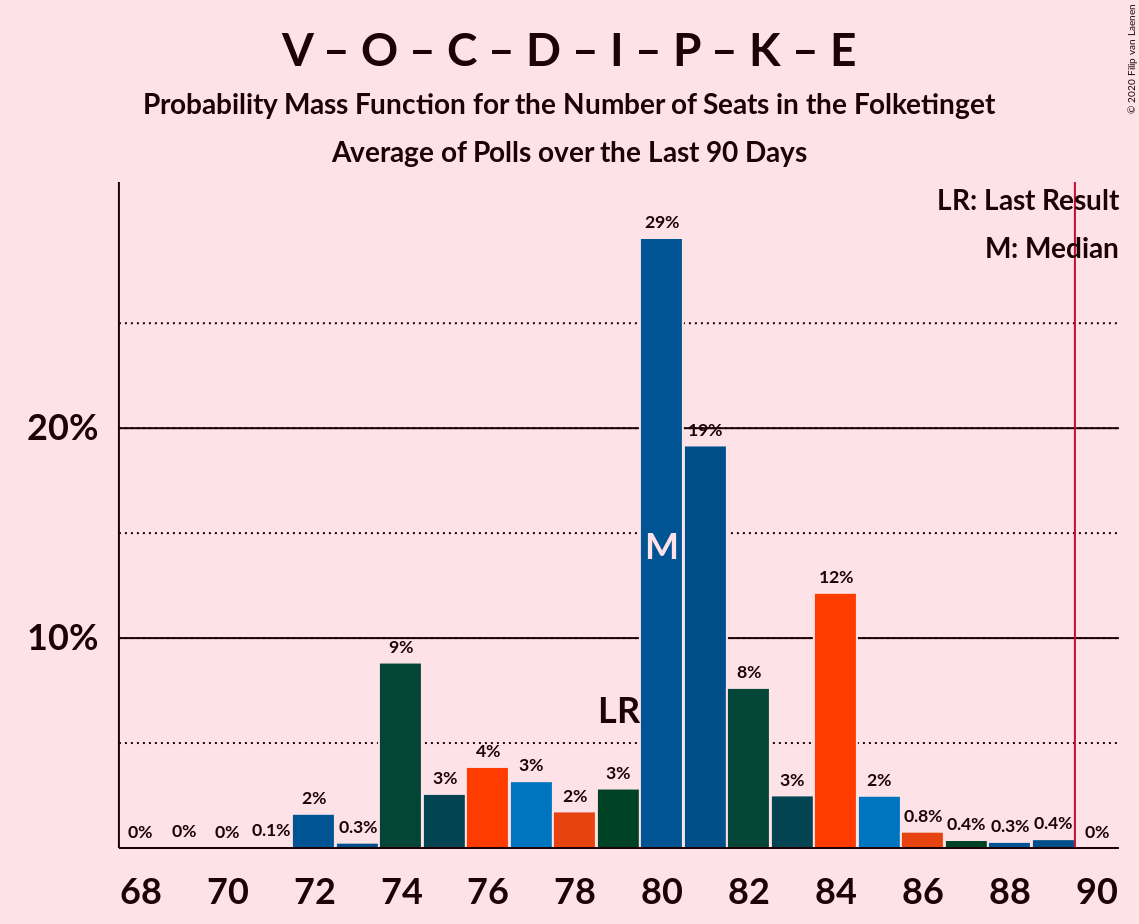 V – O – C – D – I – P – K – E
Probability Mass Function for the Number of Seats in the Folketinget
Average of Polls over the Last 90 Days
© 2020 Filip van Laenen
LR: Last Result
M: Median
20%
10%
0%
0%
0%
0.1%
2%
0.3%
9%
3%
4%
3%
2%
3%
LR
29%
M
19%
8%
3%
12%
2%
0.8%
0.4%
0.3%
0.4%
0%
68 70 72 74 76 78 80 82 84 86 88 90